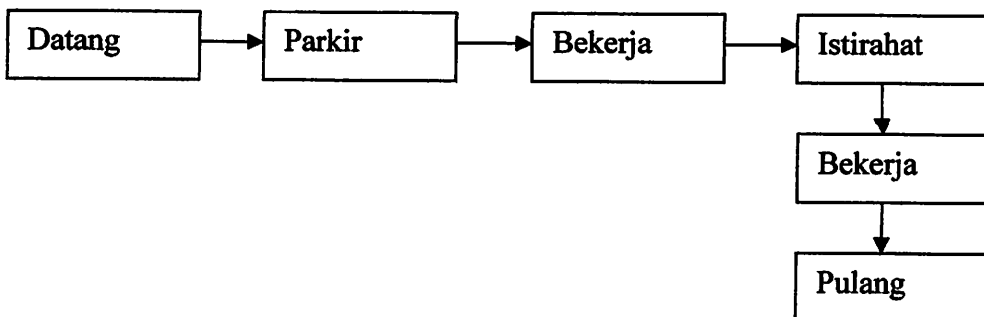 Datang
Parkir
Bekerja
Istirahat
Bekerja
Pulang